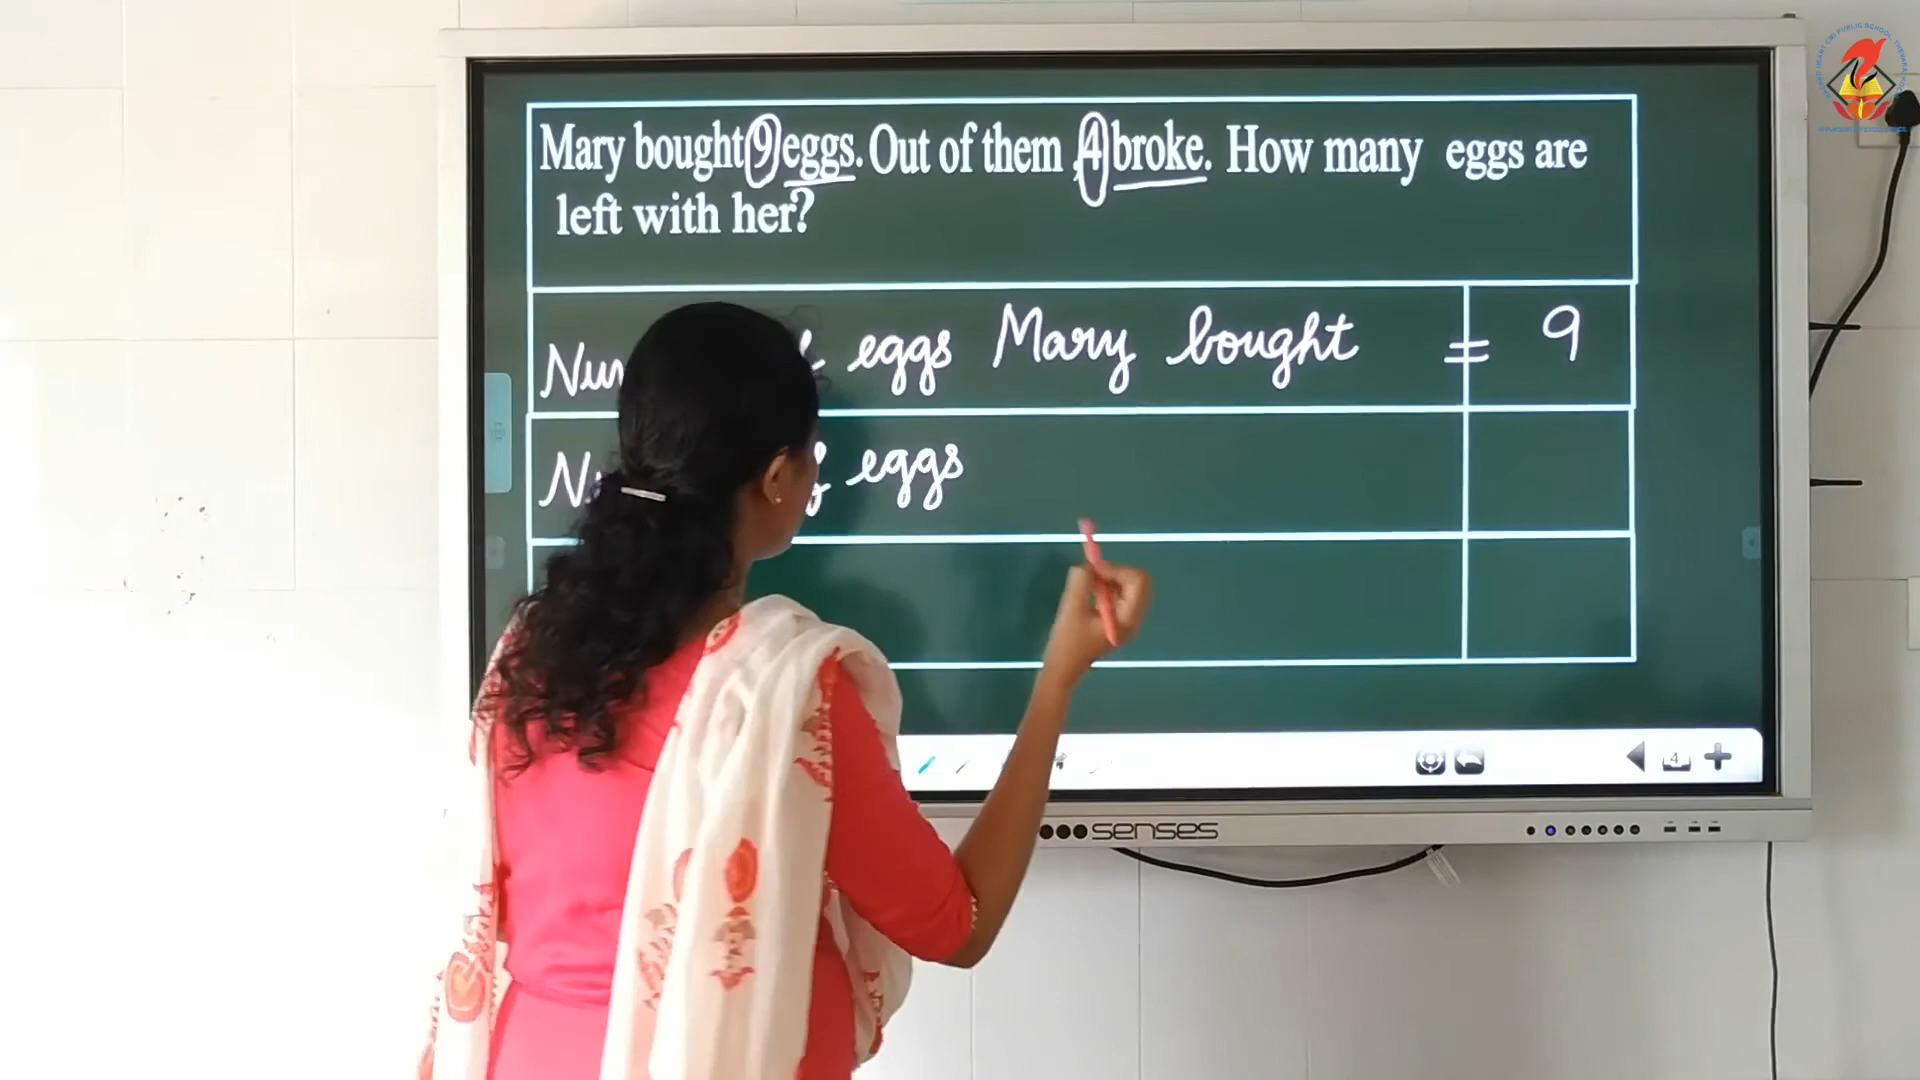 Mary bought 9 eggs. Out of them ,4 broke. How many eggs are
left with her?
eggs Mary bought = 9
eggs
4
senses